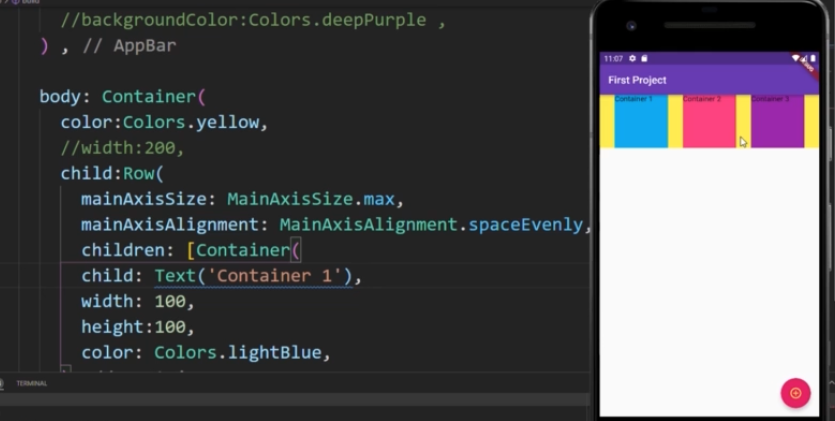 //backgroundColor:Colors.deepPurple ,
) , // AppBar
body: Container(
color:Colors.yellow,
//width:200,
child:Row(
mainAxisSize: MainAxisSize.max,
mainAxisAlignment: MainAxisAlignment.spaceEvenly,
children: [Container(
child: Text('Container 1'),
width: 100,
height:100,
color: Colors.lightBlue,
TERMINAL
11:07
First Project
Container 1
Container 2
Container 3